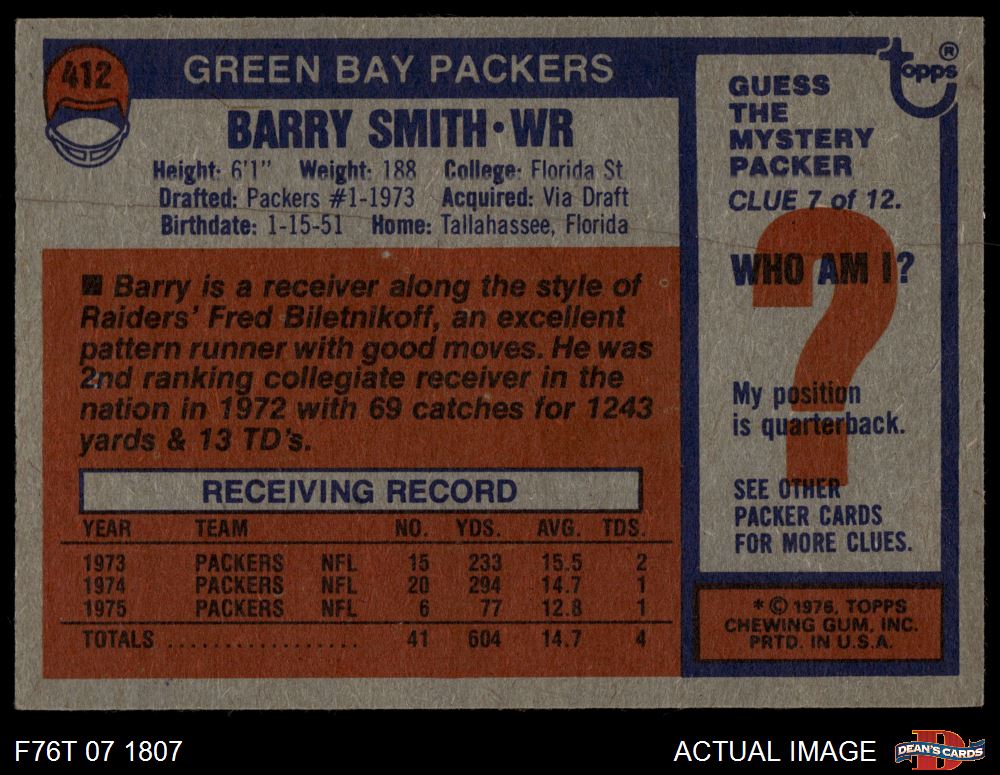 412
GREEN BAY PACKERS
BARRY SMITH • WR
Height: 6'1" Weight: 188 College: Florida St
Drafted: Packers #1-1973 Acquired: Via Draft
Birthdate: 1-15-51 Home: Tallahassee, Florida
Barry is a receiver along the style of
Raiders' Fred Biletnikoff, an excellent
pattern runner with good moves. He was
2nd ranking collegiate receiver in the
nation in 1972 with 69 catches for 1243
yards & 13 TD's.
RECEIVING RECORD
YEAR TEAM NO. YDS. AVG. TDS.
1973 PACKERS NFL 15 233 15.5 2
1974 PACKERS NFL 20 294 14.7 1
1975 PACKERS NFL 6 77 12.8 1
TOTALS .................. 41 604 14.7 4
topps®
GUESS
THE
MYSTERY
PACKER
CLUE 7 of 12.
?
WHO AM I?
My position
is quarterback.
SEE OTHER
PACKER CARDS
FOR MORE CLUES.
* © 1976, TOPPS
CHEWING GUM, INC.
PRTD. IN U.S.A.
F76T 07 1807
ACTUAL IMAGE
D
DEAN'S CARDS